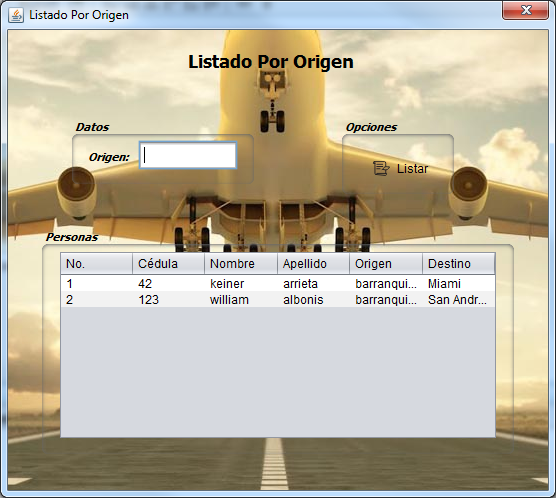 Listado Por Origen
Listado Por Origen
Datos
Opciones
Origen:
Listar
Personas
No. Cédula Nombre Apellido Origen Destino
1 42 keiner arrieta barranqui... Miami
2 123 william albonis barranqui... San Andr...